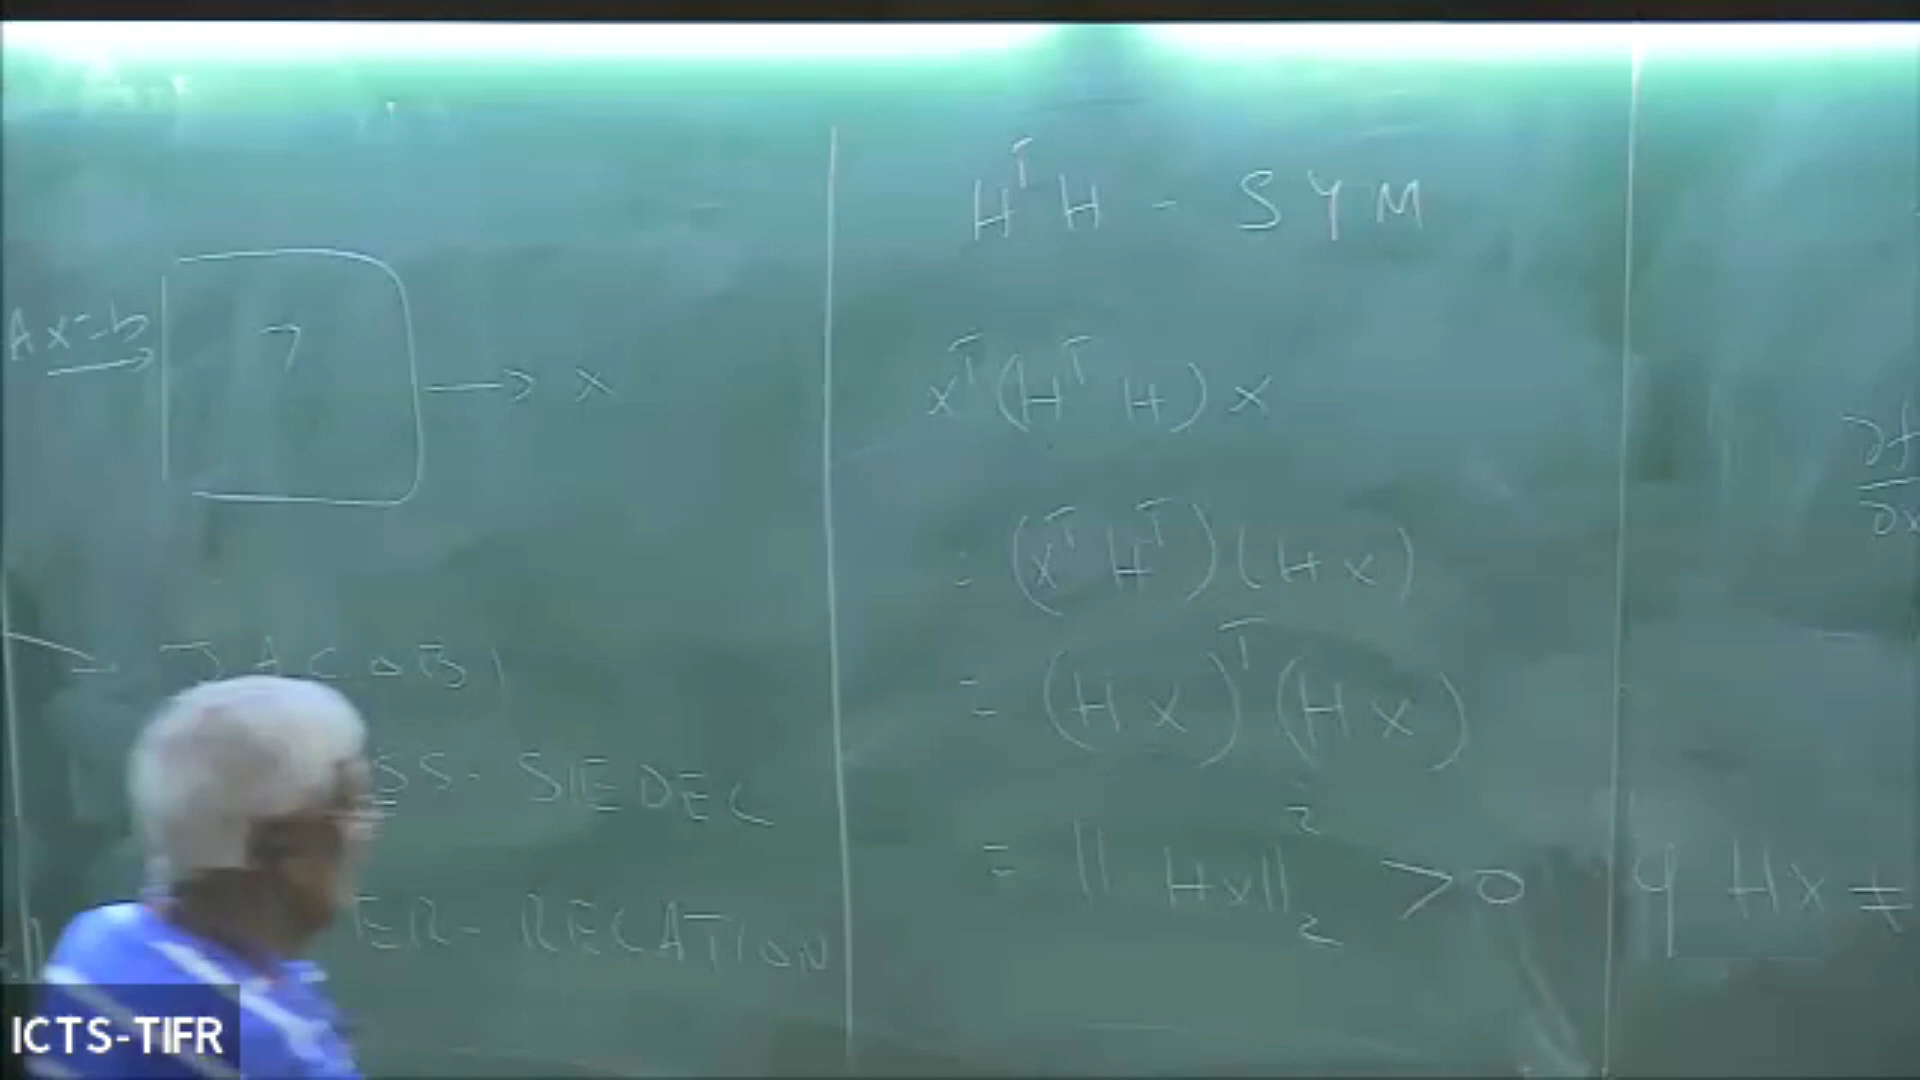 Ax=b
?
→ x
JACOBI
SS-SIEDEL
ER-RELATION
HᵀH - SYM
xᵀ(HᵀH)x
= (xᵀHᵀ)(Hx)
= (Hx)ᵀ(Hx)
= ||Hx||₂² >0 if Hx ≠
∂f
∂x
ICTS-TIFR